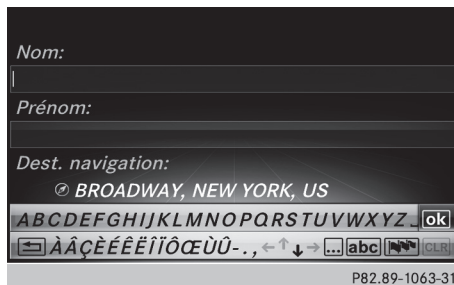 Nom:
Prénom:
Dest. navigation:
BROADWAY, NEW YORK, US
ABCDEFGHIJKLMNOPQRSTUVWXYZ_ ok
ÀÂÇÈÉÊËÎÏÔŒÙÛ-.,←↑↓→... abc CLR
P82.89-1063-31